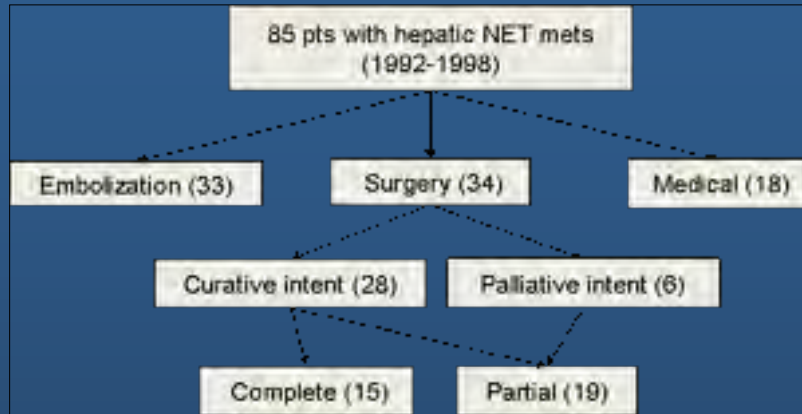 85 pts with hepatic NET mets
(1992-1998)
Embolization (33)
Surgery (34)
Medical (18)
Curative intent (28)
Palliative intent (6)
Complete (15)
Partial (19)